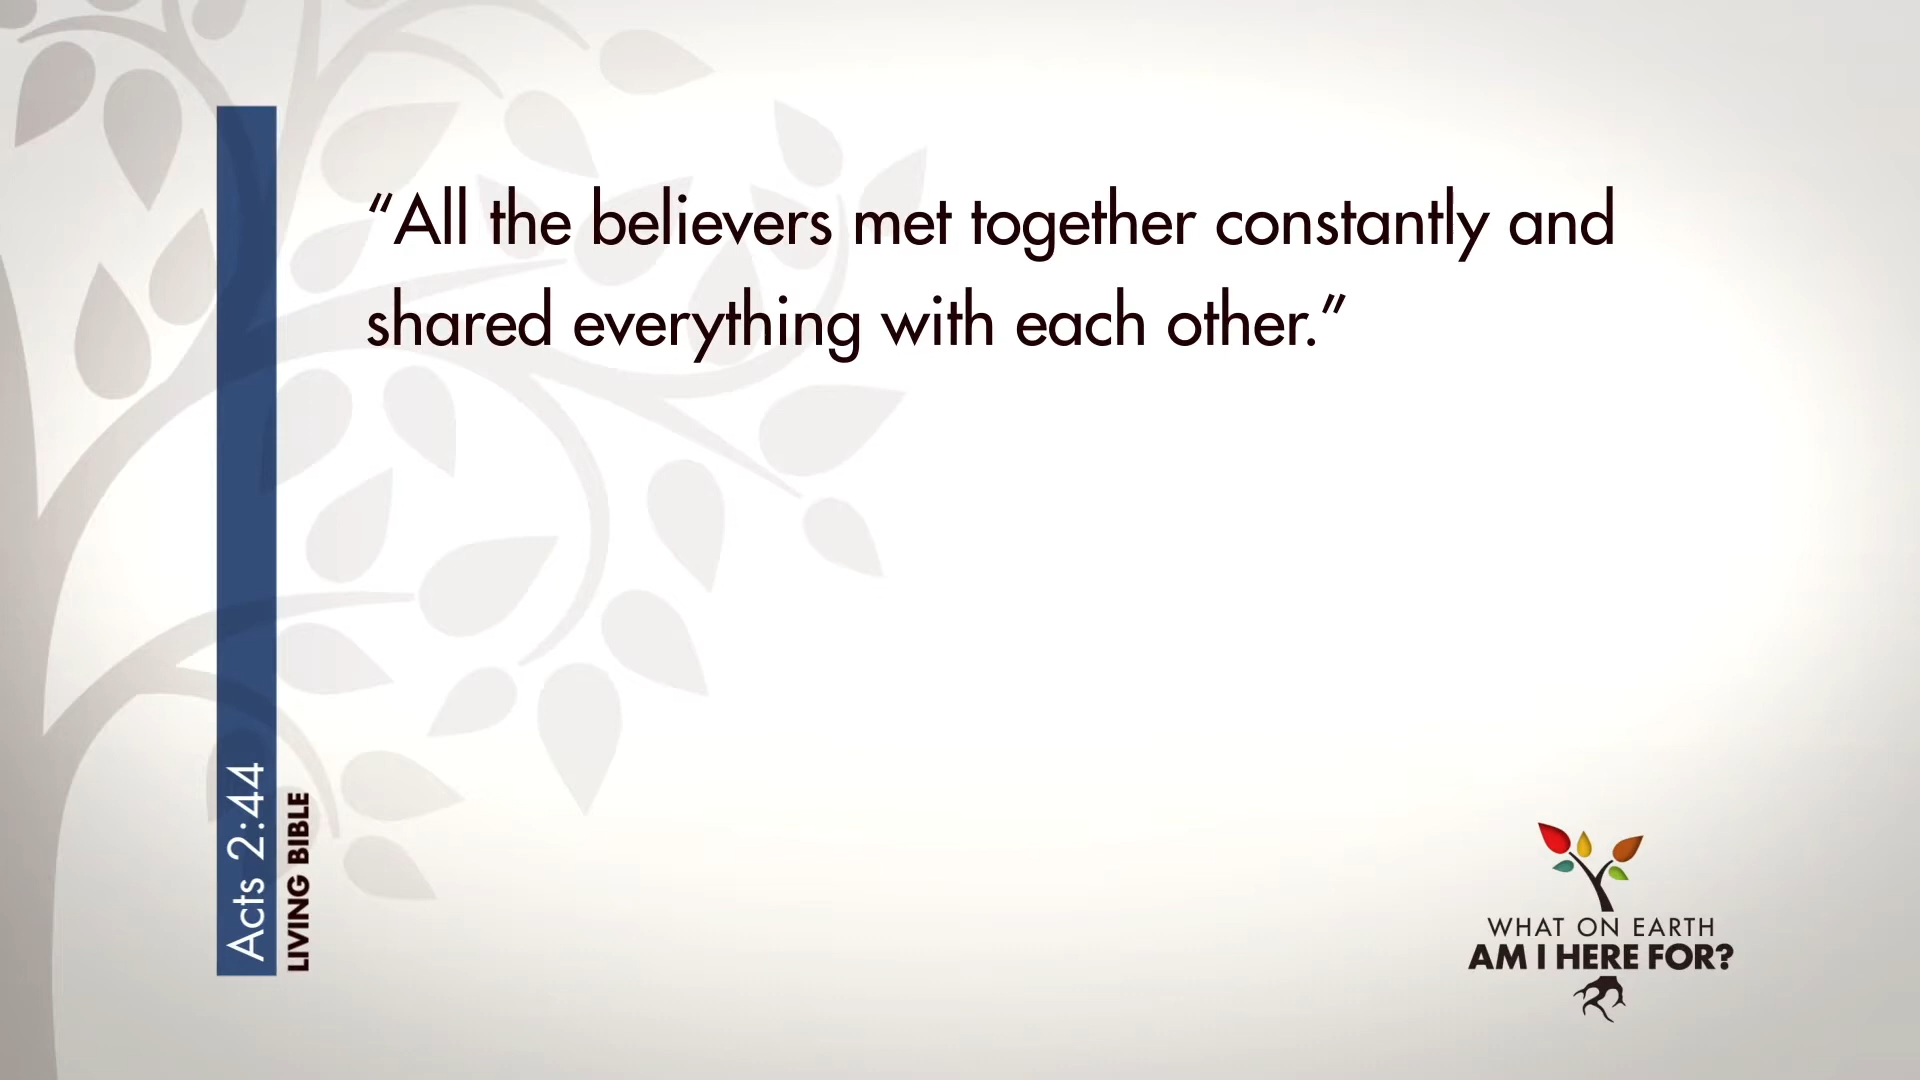 “All the believers met together constantly and
shared everything with each other.”
Acts 2:44
LIVING BIBLE
WHAT ON EARTH
AM I HERE FOR?